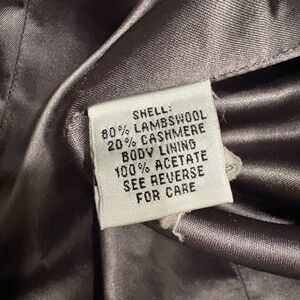 SHELL:
80% LAMBSWOOL
20% CASHMERE
BODY LINING
100% ACETATE
SEE REVERSE
FOR CARE